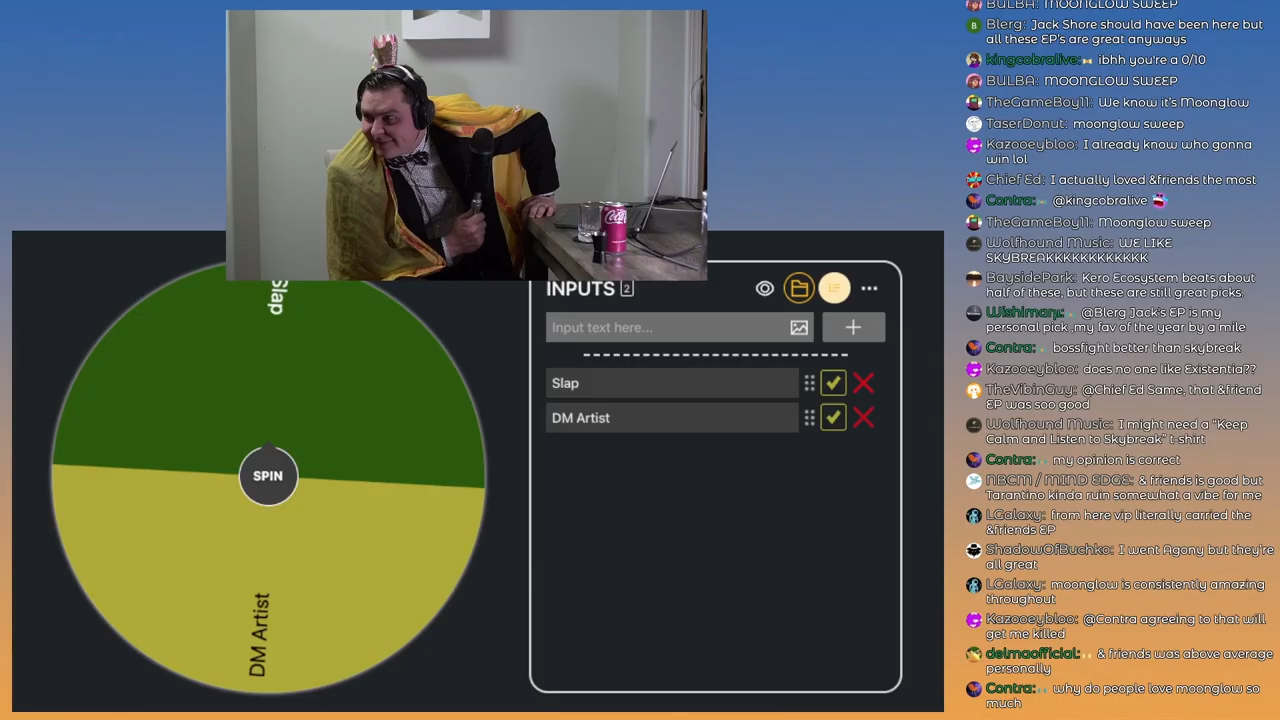 Slap
SPIN
DM Artist
INPUTS 2
Input text here...
Slap
DM Artist
BULBA: MOONGLOW SWEEP
Blerg: Jack Shore should have been here but
all these EP's are great anyways
kingcobralive: ibhh you're a 0/10
BULBA: MOONGLOW SWEEP
TheGameBoy11: We know it's Moonglow
TaserDonut: moonglow sweep
Kazooeybloo: I already know who gonna
win lol
Chief Ed: I actually loved &friends the most
Contra: @kingcobralive
TheGameBoy11: Moonglow sweep
Wolfhound Music: WE LIKE
SKYBREAK KKKKKKKKKK
BaysidePark: Kero Ecosystem beats about
half of these, but these are still great picks.
Wishimary: @Blerg Jack's EP is my
personal pick ,my fav of the year by a mile
Contra: bossfight better than skybreak
Kazooeybloo: does no one like Existentia??
TheVibinGuy: @Chief Ed Same, that &friend
EP was soo good
Wolfhound Music: I might need a "Keep
Calm and Listen to Skybreak" t-shirt
Contra: my opinion is correct
NBCM / MIND EDGE: & friends is good but
Tarantino kinda ruin somewhat a vibe for me
LGalaxy: from here vip literally carried the
&friends EP
ShadowOfBuchko: I went Agony but they're
all great
LGalaxy: moonglow is consistently amazing
throughout
Kazooeybloo: @Contra agreeing to that will
get me killed
delmaofficial: & friends was above average
personally
Contra: why do people love moonglow so
much